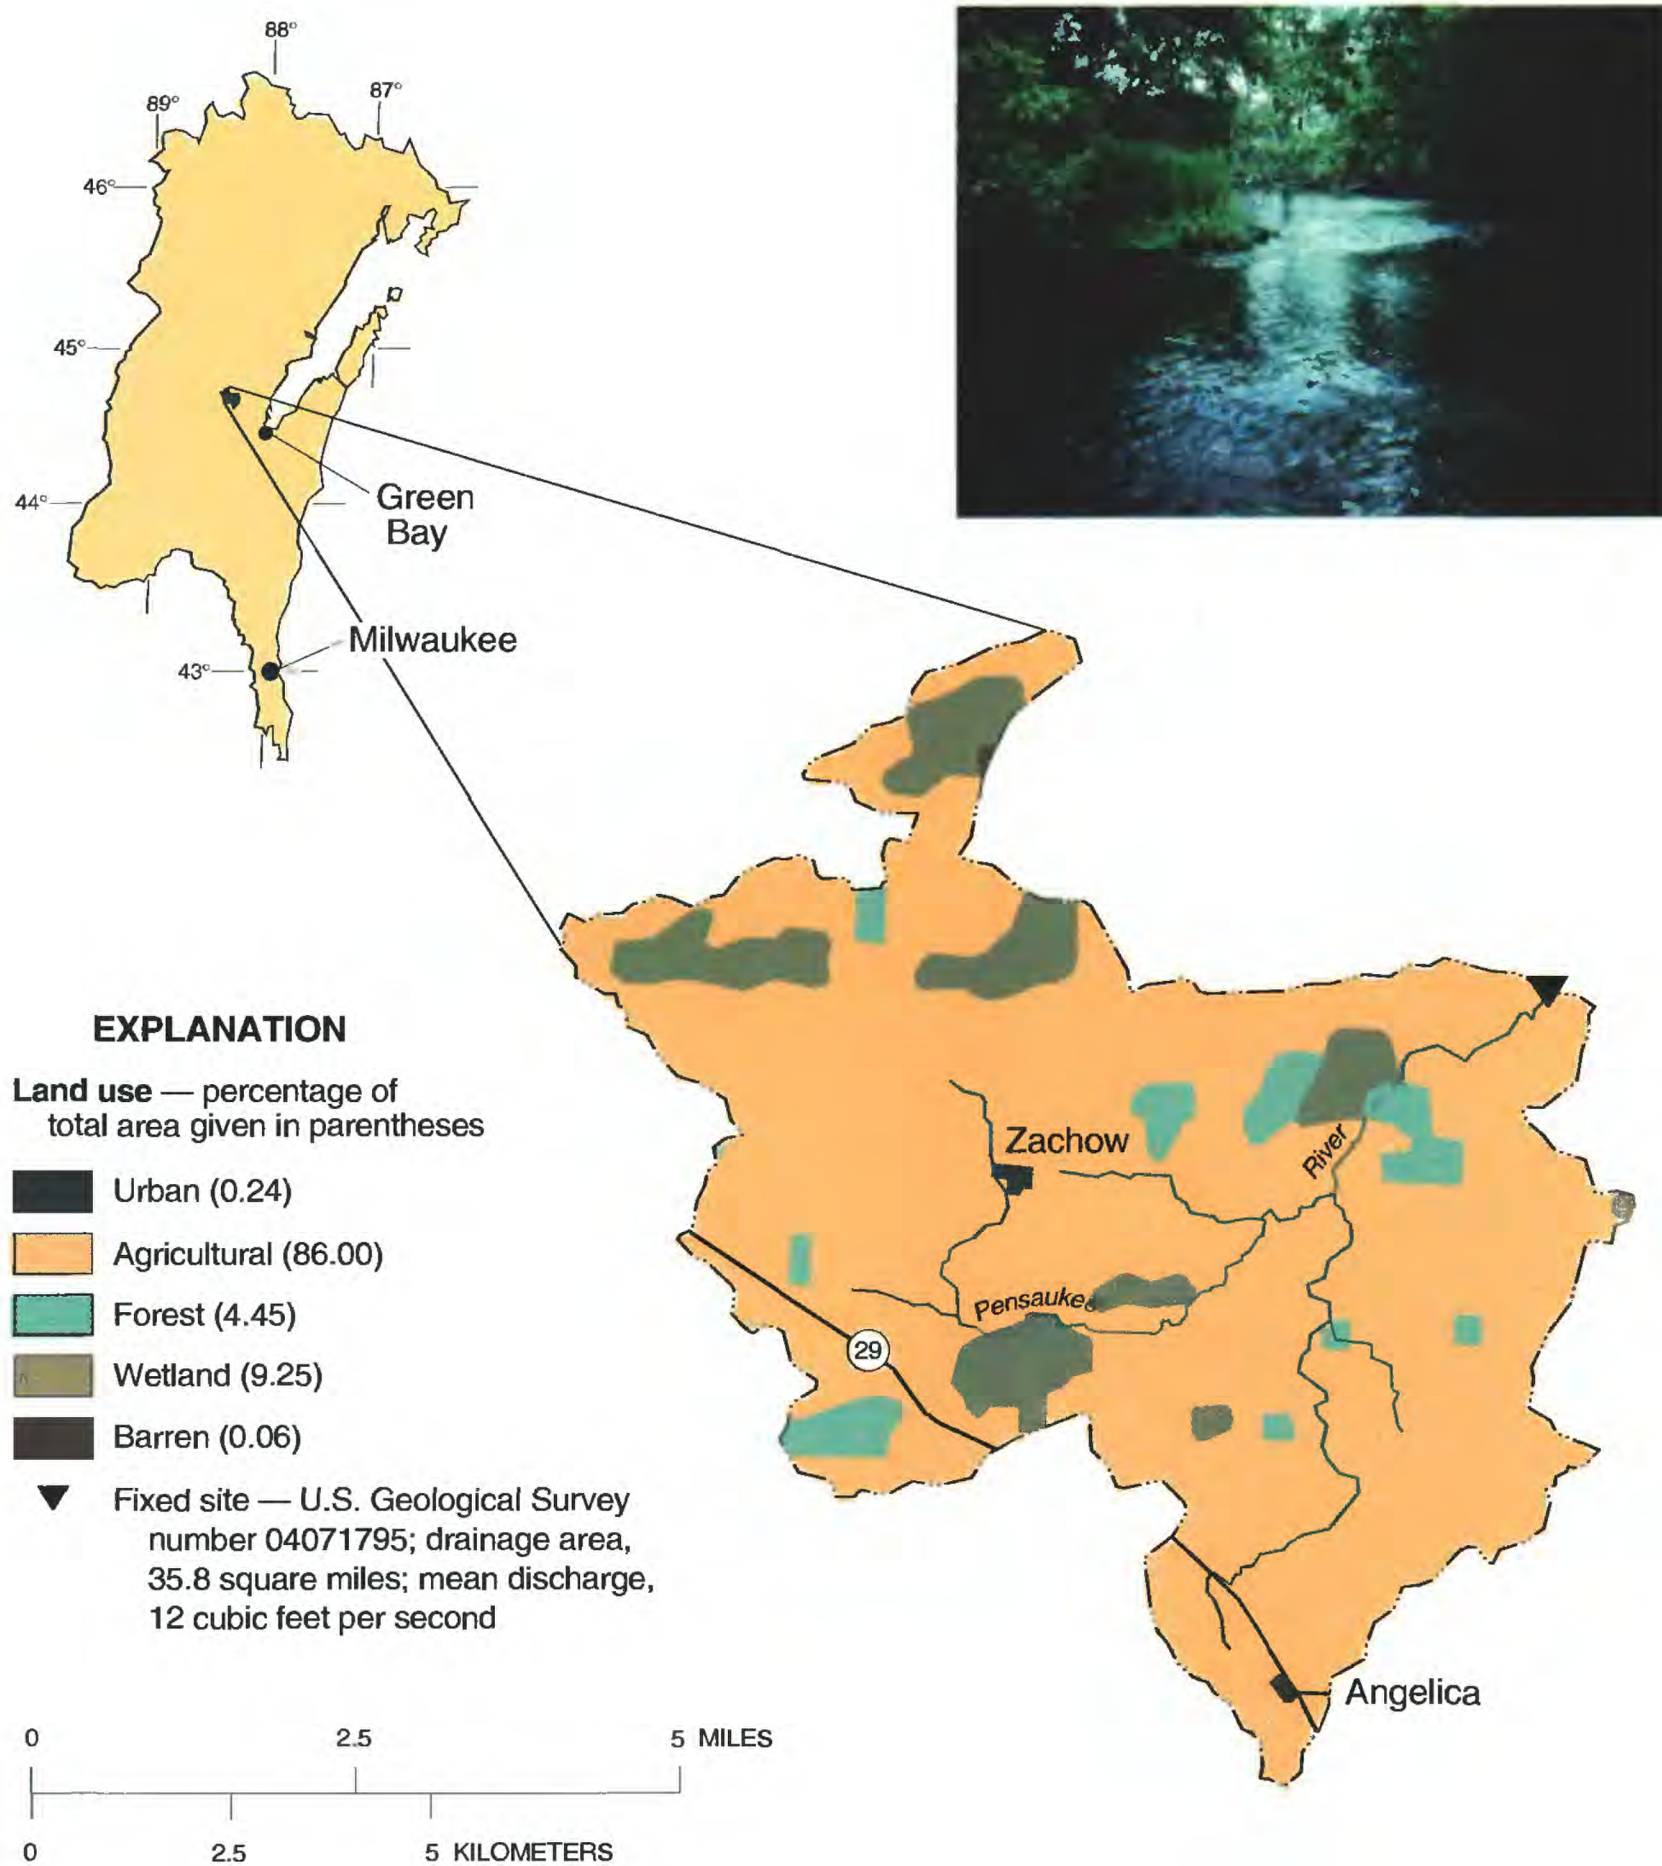 88°
89°
87°
46°
45°
44°
Green
Bay
Milwaukee
43°
EXPLANATION
Land use — percentage of
total area given in parentheses
Urban (0.24)
Agricultural (86.00)
Forest (4.45)
Wetland (9.25)
Barren (0.06)
Fixed site — U.S. Geological Survey
number 04071795; drainage area,
35.8 square miles; mean discharge,
12 cubic feet per second
Zachow
River
Pensaukee
29
Angelica
0 2.5 5 MILES
0 2.5 5 KILOMETERS